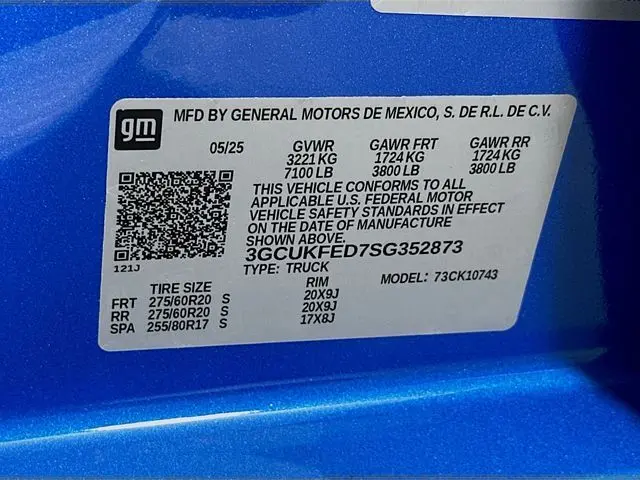 gm
MFD BY GENERAL MOTORS DE MEXICO, S. DE R.L. DE C.V.
05/25 GVWR GAWR FRT GAWR RR
3221 KG 1724 KG 1724 KG
7100 LB 3800 LB 3800 LB
THIS VEHICLE CONFORMS TO ALL
APPLICABLE U.S. FEDERAL MOTOR
VEHICLE SAFETY STANDARDS IN EFFECT
ON THE DATE OF MANUFACTURE
SHOWN ABOVE.
3GCUKFED7SG352873
121J
TYPE: TRUCK
MODEL: 73CK10743
TIRE SIZE RIM
FRT 275/60R20 S 20X9J
RR 275/60R20 S 20X9J
SPA 255/80R17 S 17X8J